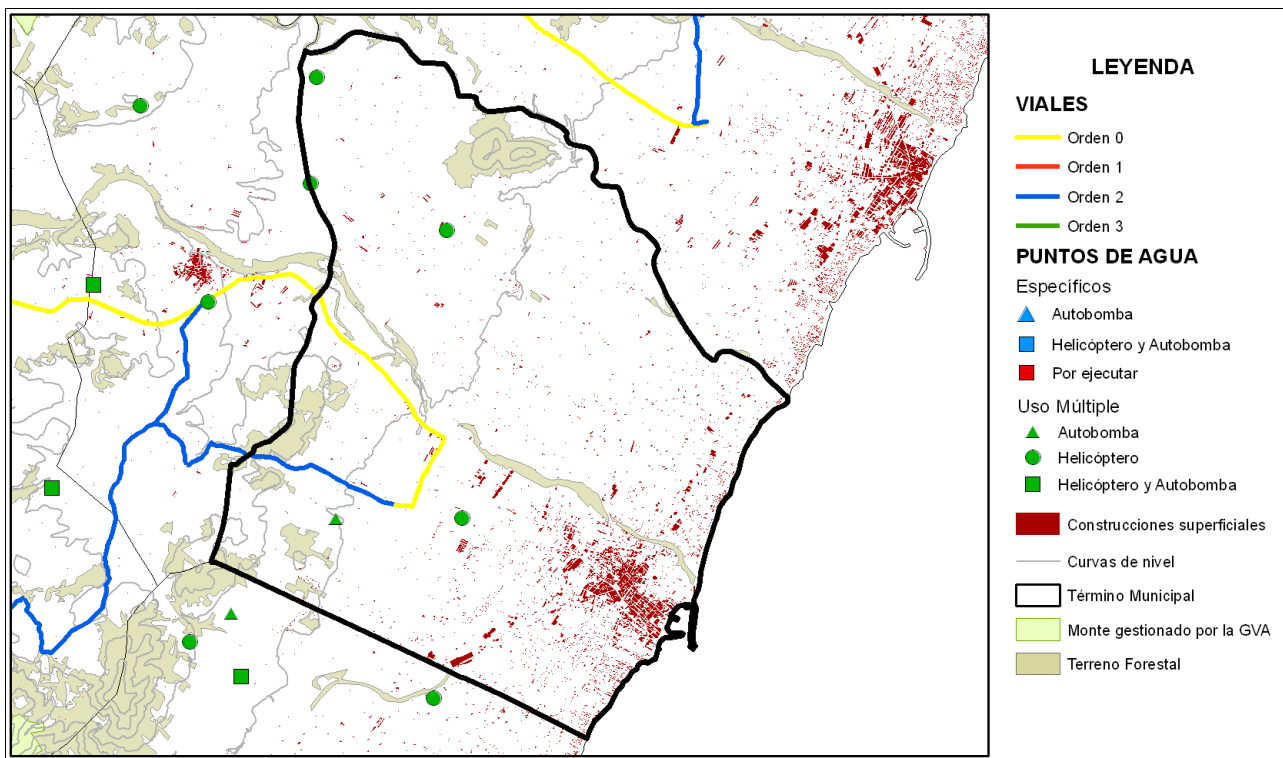 LEYENDA
VIALES
Orden 0
Orden 1
Orden 2
Orden 3
PUNTOS DE AGUA
Específicos
Autobomba
Helicóptero y Autobomba
Por ejecutar
Uso Múltiple
Autobomba
Helicóptero
Helicóptero y Autobomba
Construcciones superficiales
Curvas de nivel
Término Municipal
Monte gestionado por la GVA
Terreno Forestal